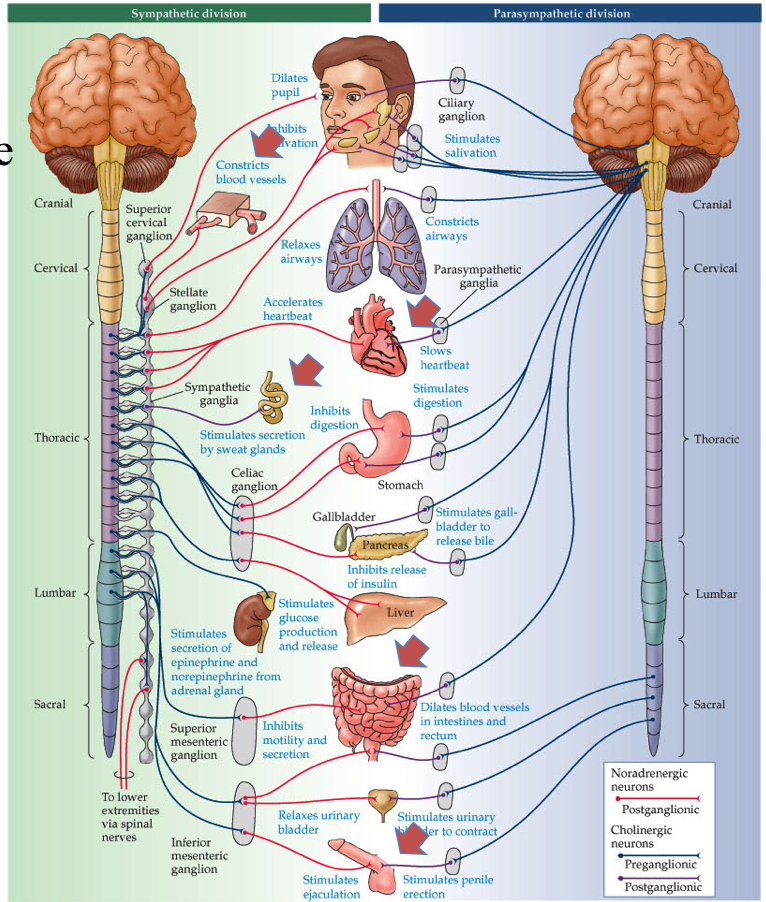 Sympathetic division
Parasympathetic division
e
Dilates
pupil
Ciliary
ganglion
Inhibits
salivation
Stimulates
salivation
Constricts
blood vessels
Cranial
Superior
cervical
ganglion
Cervical
Stellate
ganglion
Relaxes
airways
Constricts
airways
Parasympathetic
ganglia
Accelerates
heartbeat
Slows
heartbeat
Sympathetic
ganglia
Stimulates secretion
by sweat glands
Inhibits
digestion
Stimulates
digestion
Thoracic
Celiac
ganglion
Stomach
Gallbladder
Stimulates gall-
bladder to
release bile
Pancreas
Inhibits release
of insulin
Lumbar
Stimulates
glucose
production
and release
Liver
Stimulates
secretion of
epinephrine and
norepinephrine from
adrenal gland
Sacral
Superior
mesenteric
ganglion
Inhibits
motility and
secretion
Dilates blood vessels
in intestines and
rectum
To lower
extremities
via spinal
nerves
Relaxes urinary
bladder
Stimulates urinary
bladder to contract
Inferior
mesenteric
ganglion
Stimulates
ejaculation
Stimulates penile
erection
Cranial
Cervical
Thoracic
Lumbar
Sacral
Noradrenergic
neurons
Postganglionic
Cholinergic
neurons
Preganglionic
Postganglionic